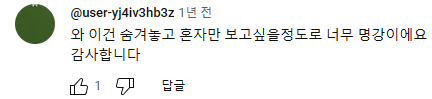 @user-yj4iv3hb3z 1년 전
와 이건 숨겨놓고 혼자만 보고싶을정도로 너무 명강이에요
감사합니다
1 답글